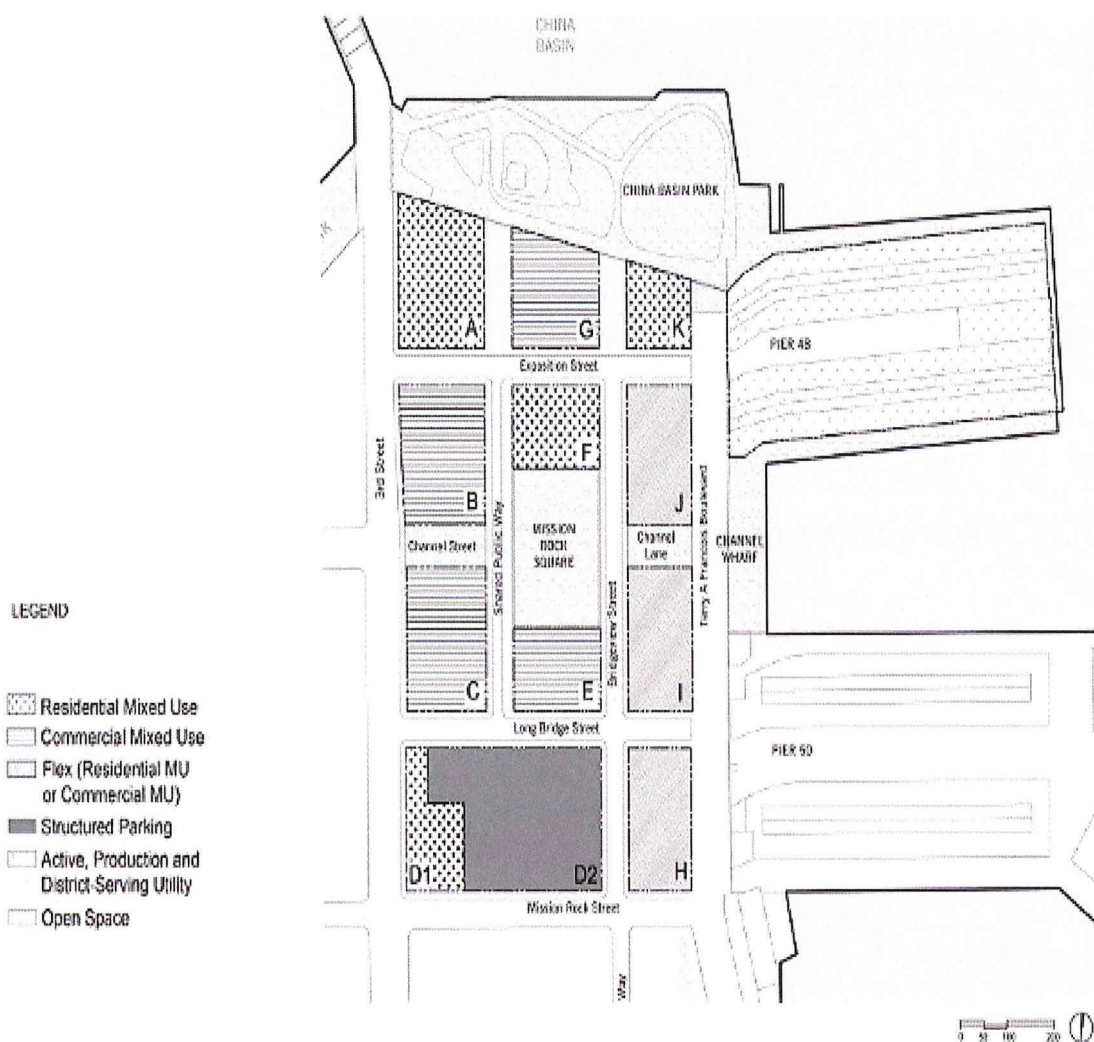 CHINA
BASIN
CHINA BASIN PARK
A
G
K
PIER 48
Exposition Street
3rd Street
B
F
J
Shared Public Way
Channel Street
MISSION
ROCK
SQUARE
Channel
Lane
Terry A Francois Boulevard
CHANNEL
WHARF
Bridgeview Street
C
E
I
Long Bridge Street
PIER 50
D1
D2
H
Mission Rock Street
Way
LEGEND
Residential Mixed Use
Commercial Mixed Use
Flex (Residential MU
or Commercial MU)
Structured Parking
Active, Production and
District-Serving Utility
Open Space
0 50 100 200